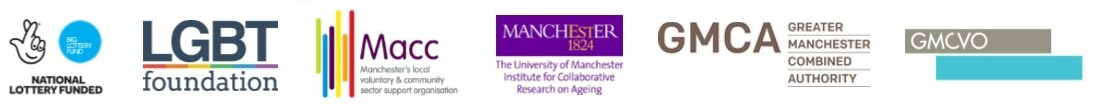 BIG
LOTTERY
FUND
NATIONAL
LOTTERY FUNDED
LGBT
foundation
Macc
Manchester's local
voluntary & community
sector support organisation
MANCHESTER
1824
The University of Manchester
Institute for Collaborative
Research on Ageing
GMCA
GREATER
MANCHESTER
COMBINED
AUTHORITY
GMCVO